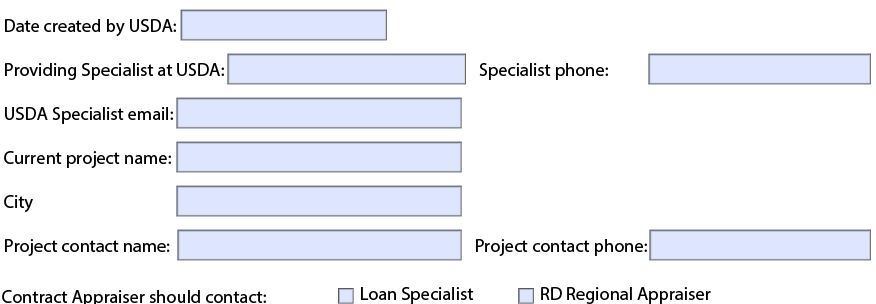 Date created by USDA:
Providing Specialist at USDA: Specialist phone:
USDA Specialist email:
Current project name:
City
Project contact name: Project contact phone:
Contract Appraiser should contact: Loan Specialist RD Regional Appraiser